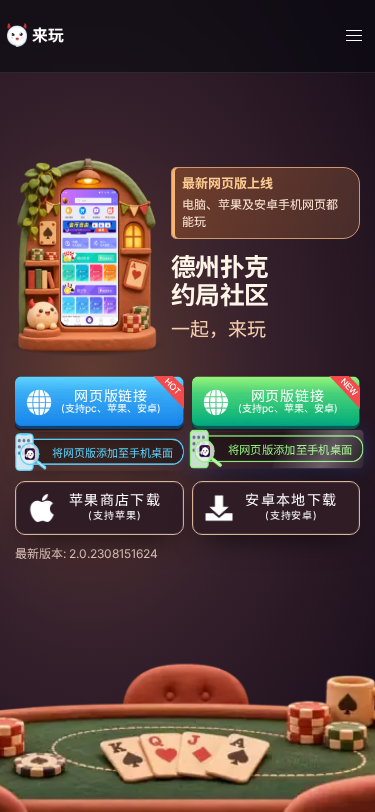 来玩
最新网页版上线
电脑、苹果及安卓手机网页都
能玩
德州扑克
约局社区
一起，来玩
网页版链接
(支持pc、苹果、安卓)
HOT
网页版链接
(支持pc、苹果、安卓)
NEW
将网页版添加至手机桌面
将网页版添加至手机桌面
苹果商店下载
(支持苹果)
安卓本地下载
(支持安卓)
最新版本: 2.0.2308151624
K
Q
J
A